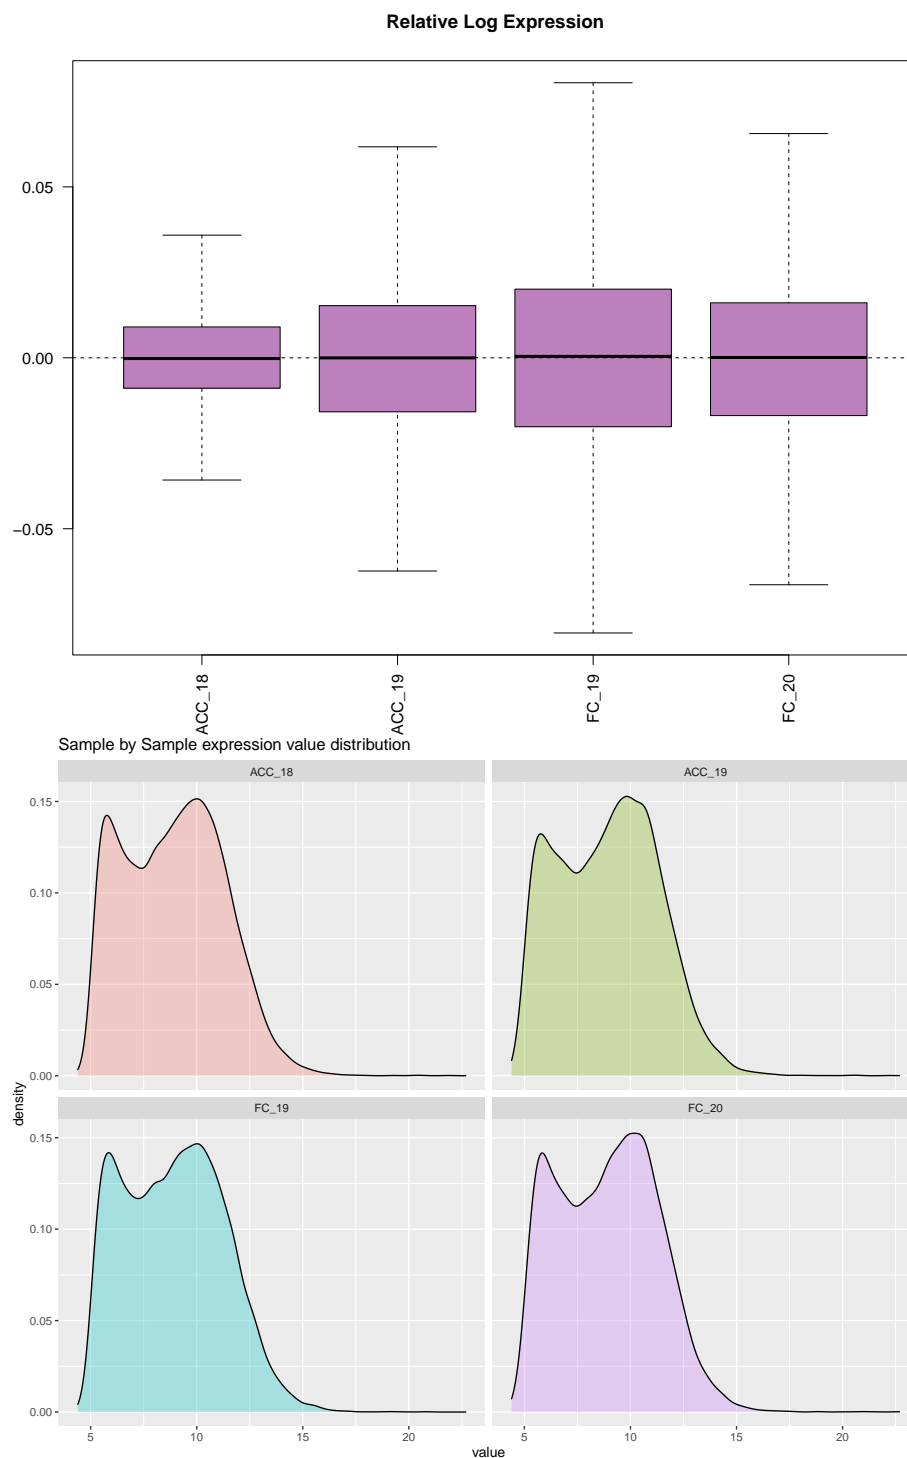 Relative Log Expression
0.05
0.00
−0.05
ACC_18
ACC_19
FC_19
FC_20
Sample by Sample expression value distribution
ACC_18
ACC_19
0.15
0.10
0.05
0.00
density
FC_19
FC_20
0.15
0.10
0.05
0.00
5
10
15
20
5
10
15
20
value